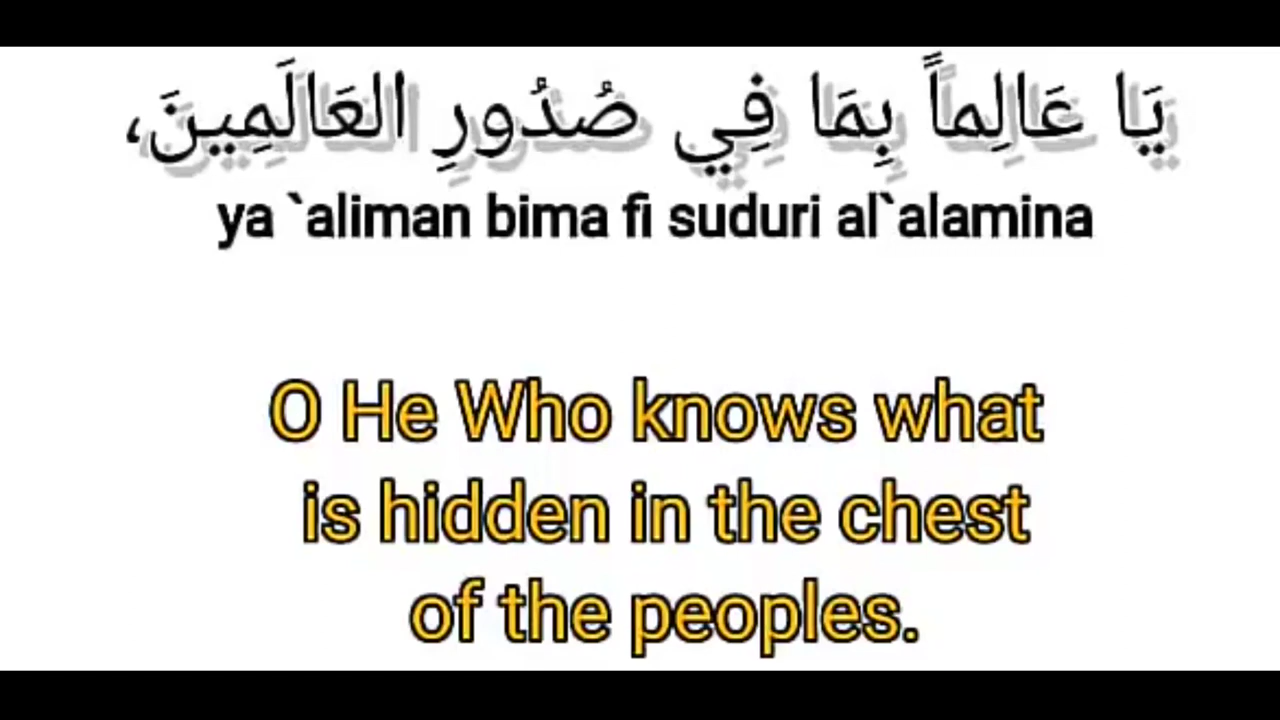 يَا عَالِماً بِمَا فِي صُدُورِ العَالَمِينَ،
ya `aliman bima fi suduri al`alamina
O He Who knows what
is hidden in the chest
of the peoples.